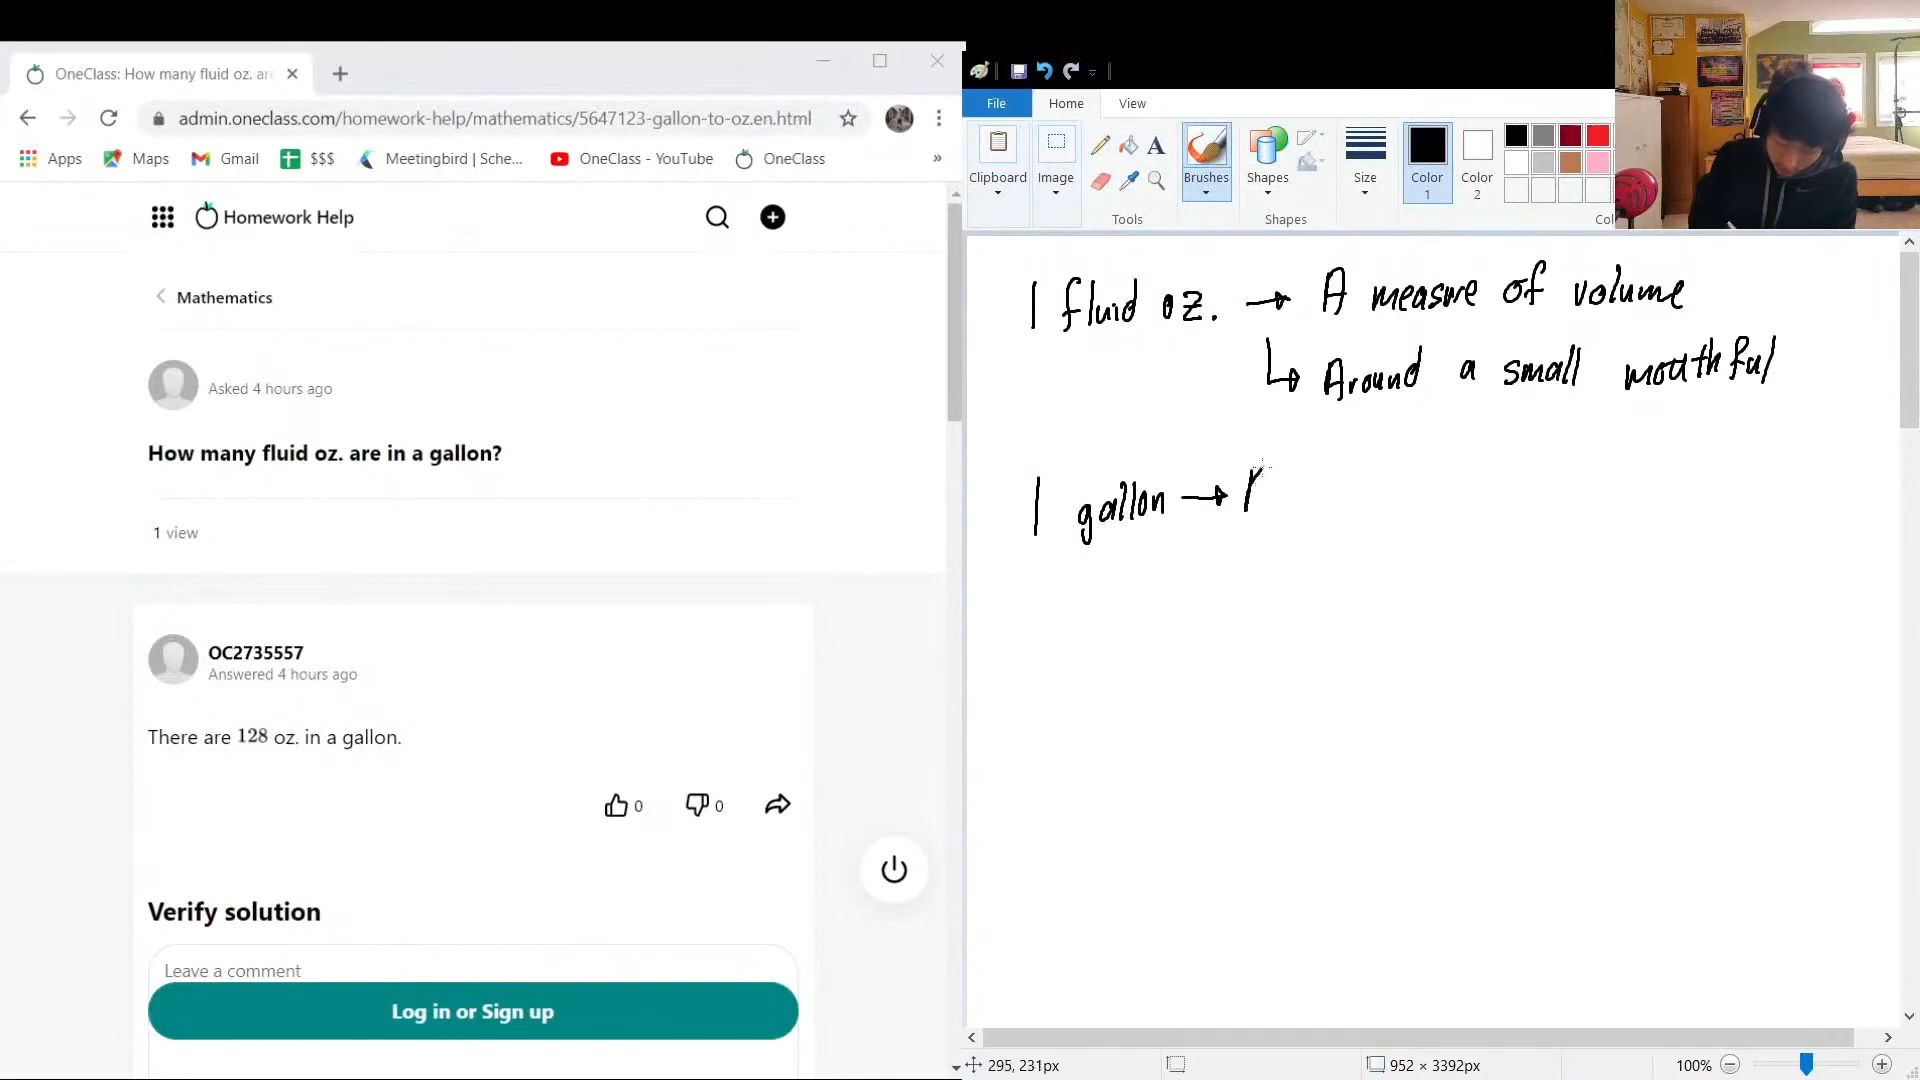 OneClass: How many fluid oz. are
admin.oneclass.com/homework-help/mathematics/5647123-gallon-to-oz.en.html
Apps Maps Gmail $$$ Meetingbird | Sche... OneClass - YouTube OneClass »
Homework Help
Mathematics
Asked 4 hours ago
How many fluid oz. are in a gallon?
1 view
OC2735557
Answered 4 hours ago
There are 128 oz. in a gallon.
0 0
Verify solution
Leave a comment
Log in or Sign up
File Home View
Clipboard Image Brushes Shapes Size Color 1 Color 2
Tools Shapes Col
1 fluid oz. → A measure of volume
↳ Around a small mouthful
1 gallon →
295, 231px 952 × 3392px 100%